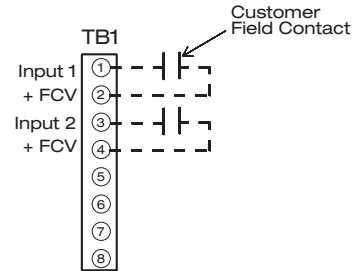 Customer
Field Contact
TB1
Input 1 1
+ FCV 2
Input 2 3
+ FCV 4
5
6
7
8